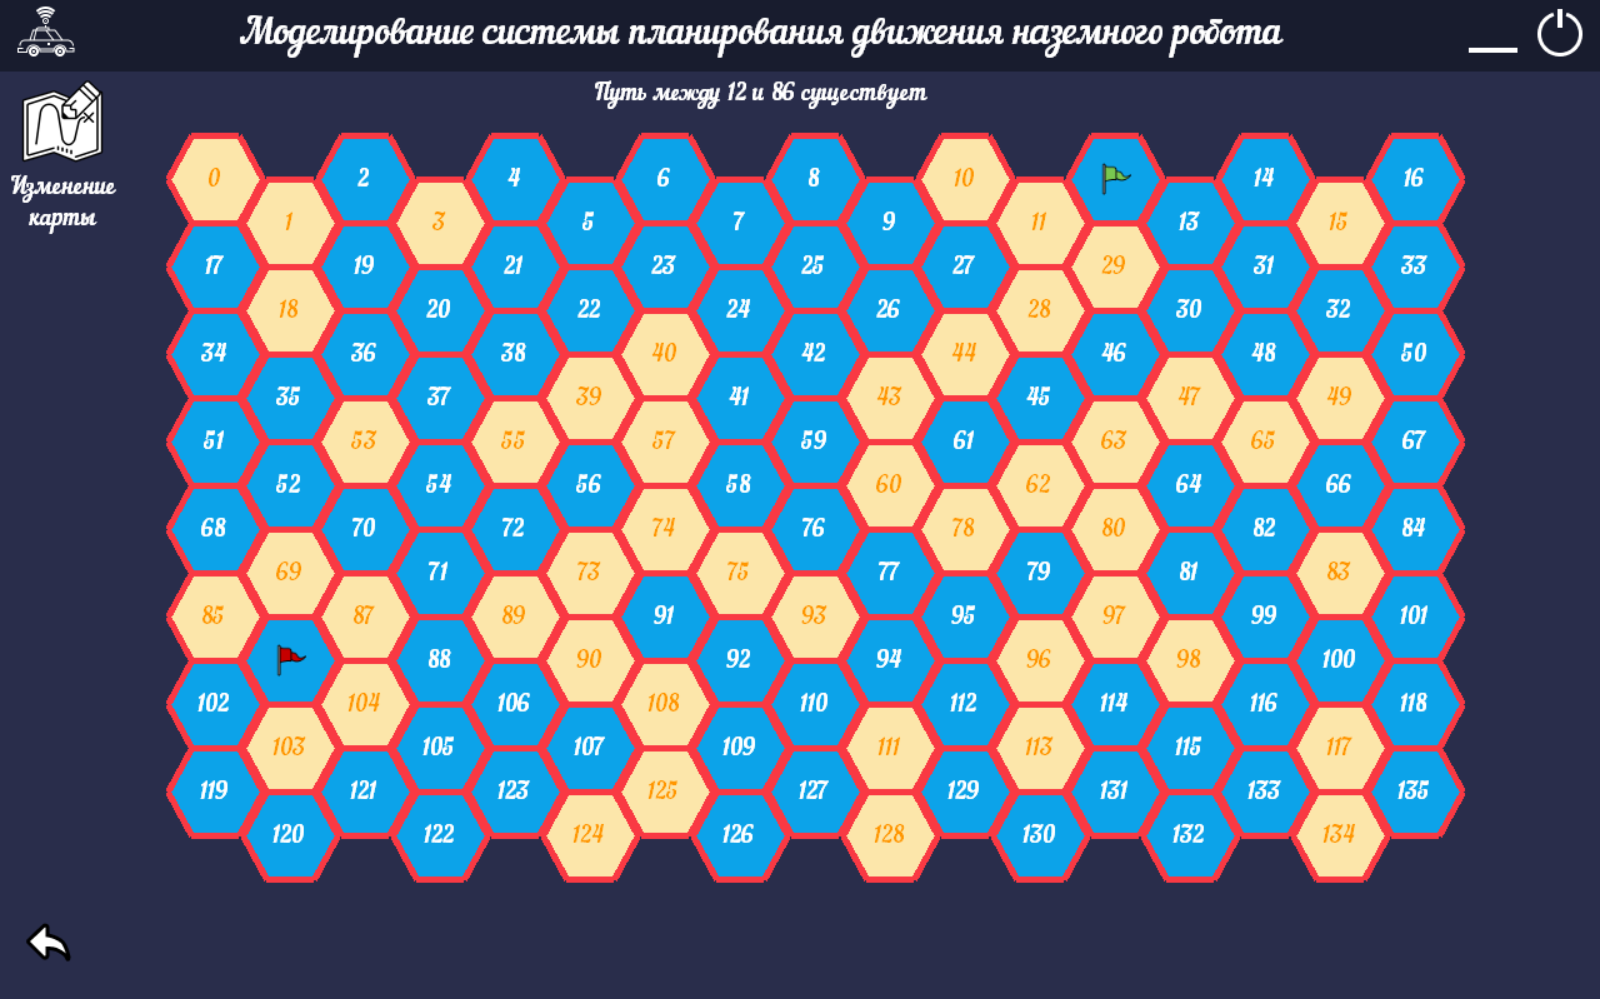 Моделирование системы планирования движения наземного робота
Путь между 12 и 86 существует
Изменение
карты
0 2 4 6 8 10 14 16
1 3 5 7 9 11 13 15
17 19 21 23 25 27 29 31 33
18 20 22 24 26 28 30 32
34 36 38 40 42 44 46 48 50
35 37 39 41 43 45 47 49
51 53 55 57 59 61 63 65 67
52 54 56 58 60 62 64 66
68 70 72 74 76 78 80 82 84
69 71 73 75 77 79 81 83
85 87 89 91 93 95 97 99 101
88 90 92 94 96 98 100
102 104 106 108 110 112 114 116 118
103 105 107 109 111 113 115 117
119 121 123 125 127 129 131 133 135
120 122 124 126 128 130 132 134